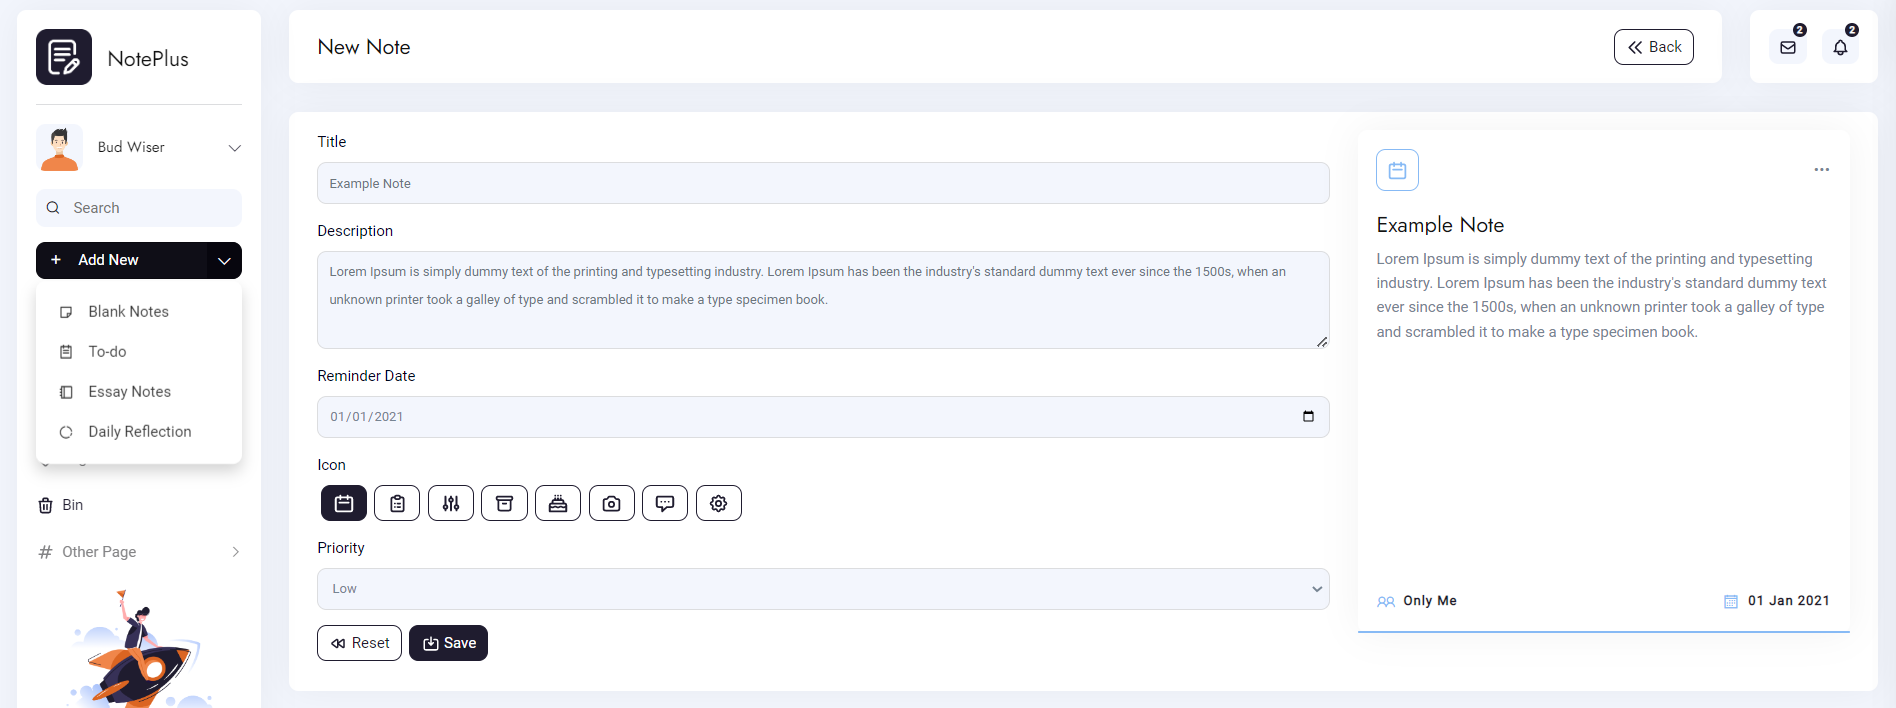 NotePlus
Bud Wiser
Search
+ Add New
Blank Notes
To-do
Essay Notes
Daily Reflection
Bin
# Other Page
New Note
Back
2
2
Title
Example Note
Description
Lorem Ipsum is simply dummy text of the printing and typesetting industry. Lorem Ipsum has been the industry's standard dummy text ever since the 1500s, when an
unknown printer took a galley of type and scrambled it to make a type specimen book.
Reminder Date
01/01/2021
Icon
Priority
Low
Reset
Save
Example Note
Lorem Ipsum is simply dummy text of the printing and typesetting
industry. Lorem Ipsum has been the industry's standard dummy text
ever since the 1500s, when an unknown printer took a galley of type
and scrambled it to make a type specimen book.
Only Me
01 Jan 2021